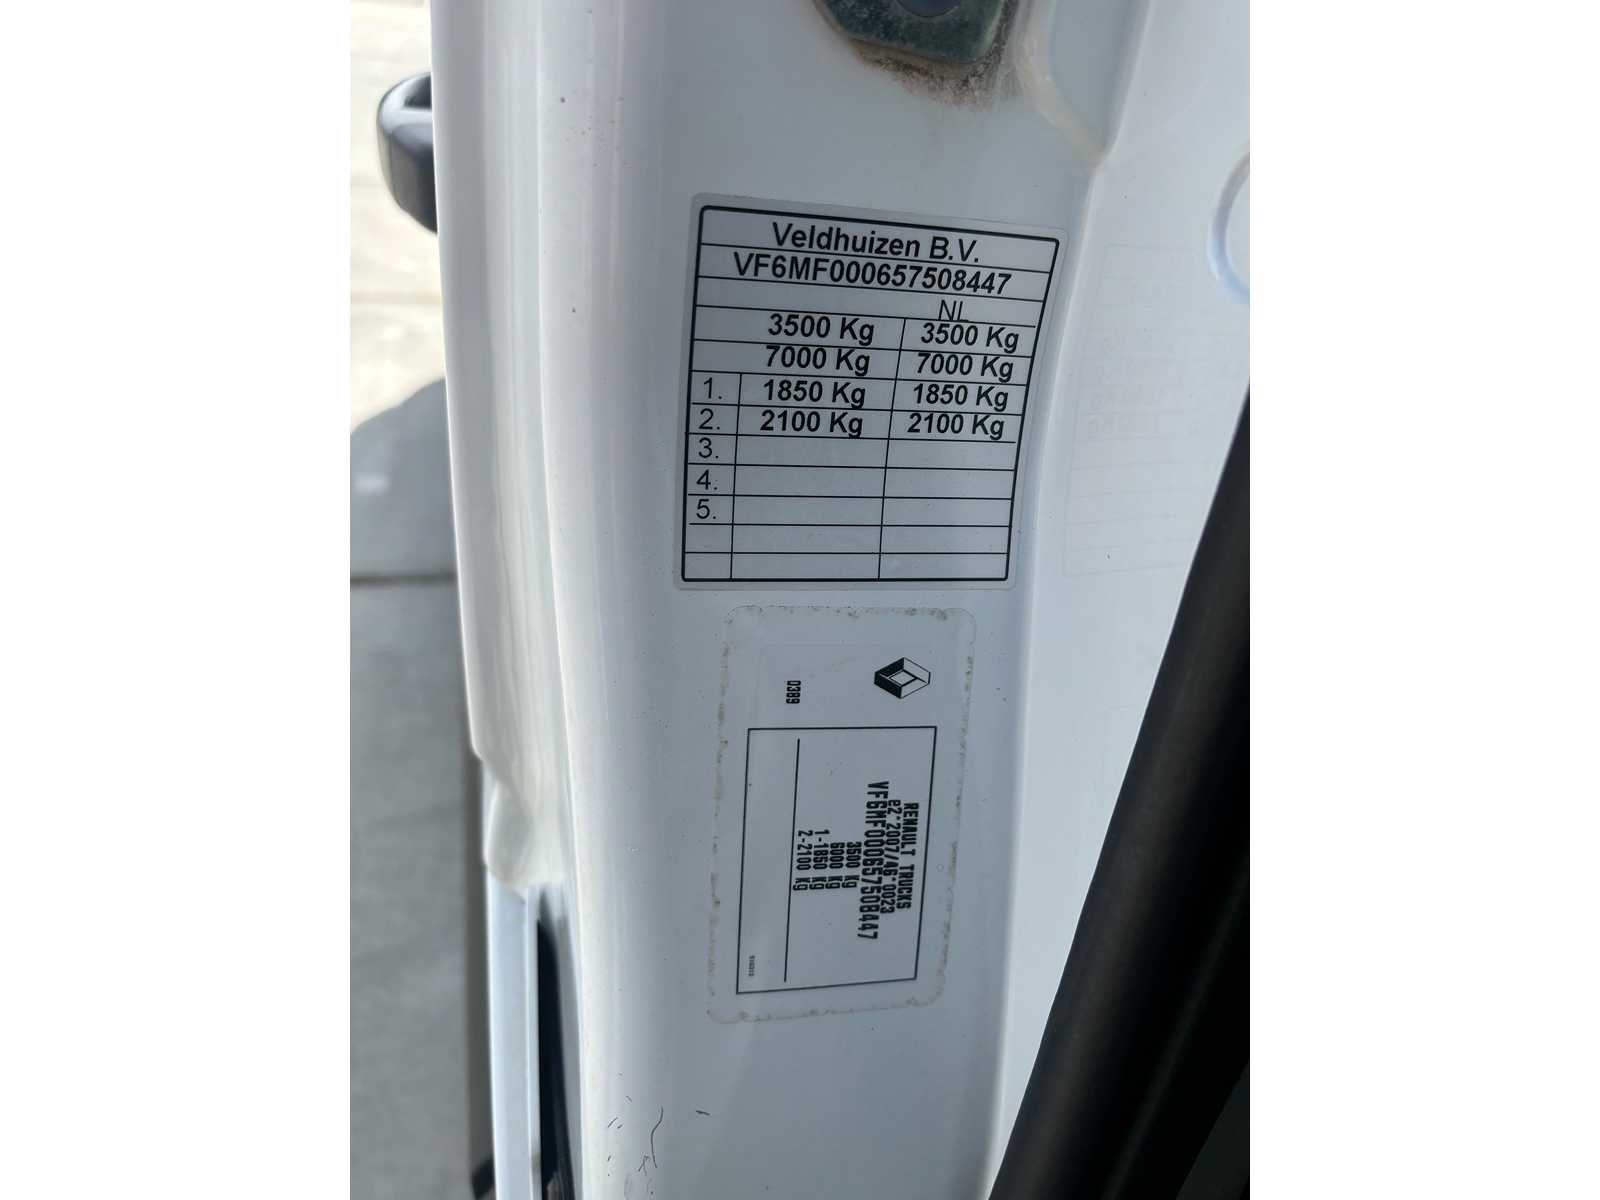 Veldhuizen B.V.
VF6MF000657508447
NL
3500 Kg 3500 Kg
7000 Kg 7000 Kg
1. 1850 Kg 1850 Kg
2. 2100 Kg 2100 Kg
3.
4.
5.
0389
RENAULT TRUCKS
e2*2007/46*0023
VF6MF000657508447
3500 Kg
6000 Kg
1-1850 Kg
2-2100 Kg